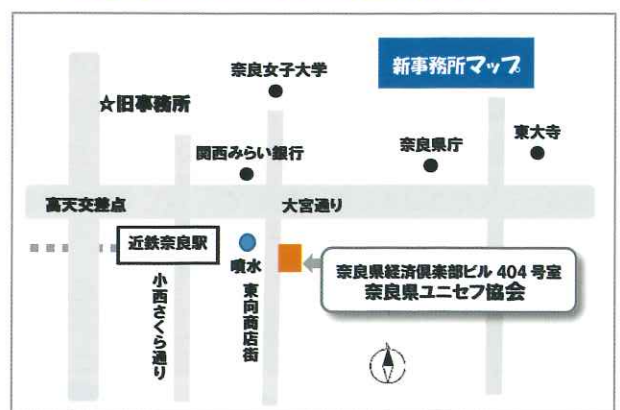 新事務所マップ
奈良女子大学
☆旧事務所
東大寺
奈良県庁
関西みらい銀行
高天交差点
大宮通り
近鉄奈良駅
噴水
奈良県経済倶楽部ビル 404 号室
奈良県ユニセフ協会
小西さくら通り
東向商店街